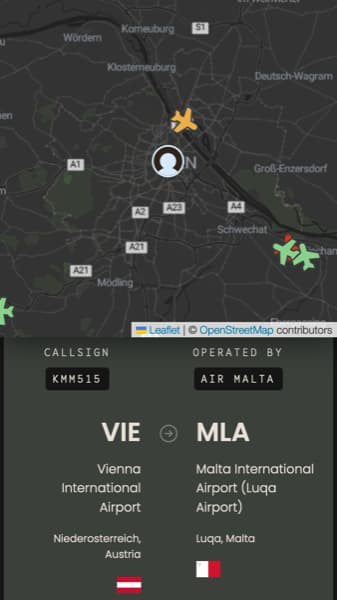 Korneuburg
S1
Wördern
Klosterneuburg
Deutsch-Wagram
A1
N
Groß-Enzersdorf
A23
A2
A4
Schwechat
A21
A21
Mödling
Leaflet | © OpenStreetMap contributors
CALLSIGN
OPERATED BY
KMM515
AIR MALTA
VIE
MLA
Vienna
International
Airport
Malta International
Airport (Luqa
Airport)
Niederosterreich,
Austria
Luqa, Malta